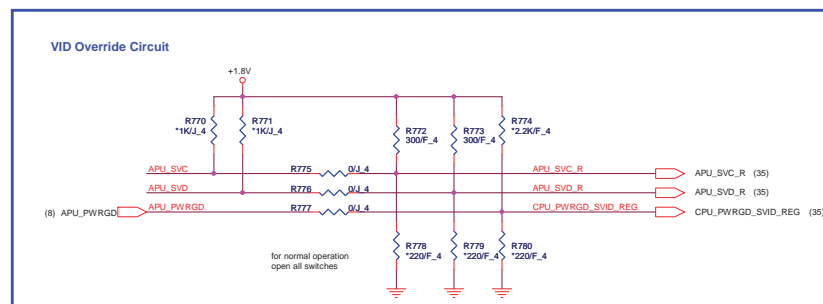 VID Override Circuit
+1.8V
R770
*1K/J_4
R771
*1K/J_4
R772
300/F_4
R773
300/F_4
R774
*2.2K/F_4
APU_SVC
R775
0/J_4
APU_SVC_R
APU_SVC_R (35)
APU_SVD
R776
0/J_4
APU_SVD_R
APU_SVD_R (35)
(8) APU_PWRGD
APU_PWRGD
R777
0/J_4
CPU_PWRGD_SVID_REG
CPU_PWRGD_SVID_REG (35)
R778
*220/F_4
R779
*220/F_4
R780
*220/F_4
for normal operation
open all switches